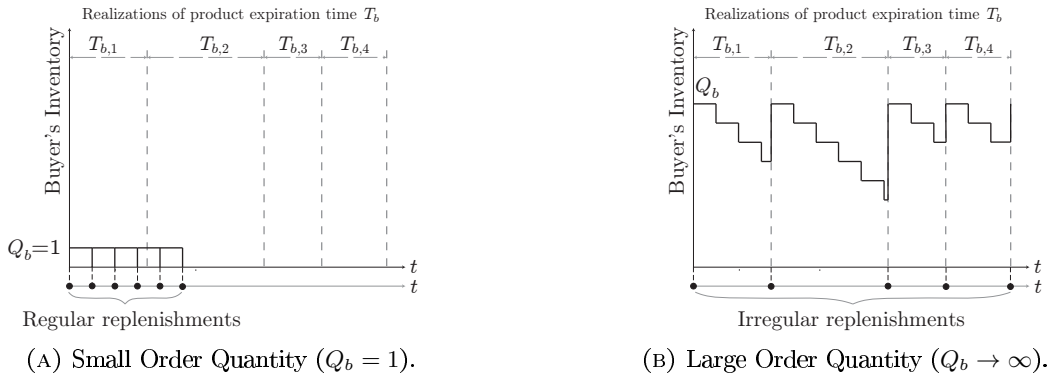 Realizations of product expiration time T_b
T_{b,1} T_{b,2} T_{b,3} T_{b,4}
Buyer's Inventory
Q_b=1
t
t
Regular replenishments
(A) Small Order Quantity (Q_b = 1).
Realizations of product expiration time T_b
T_{b,1} T_{b,2} T_{b,3} T_{b,4}
Q_b
Buyer's Inventory
t
t
Irregular replenishments
(B) Large Order Quantity (Q_b → ∞).